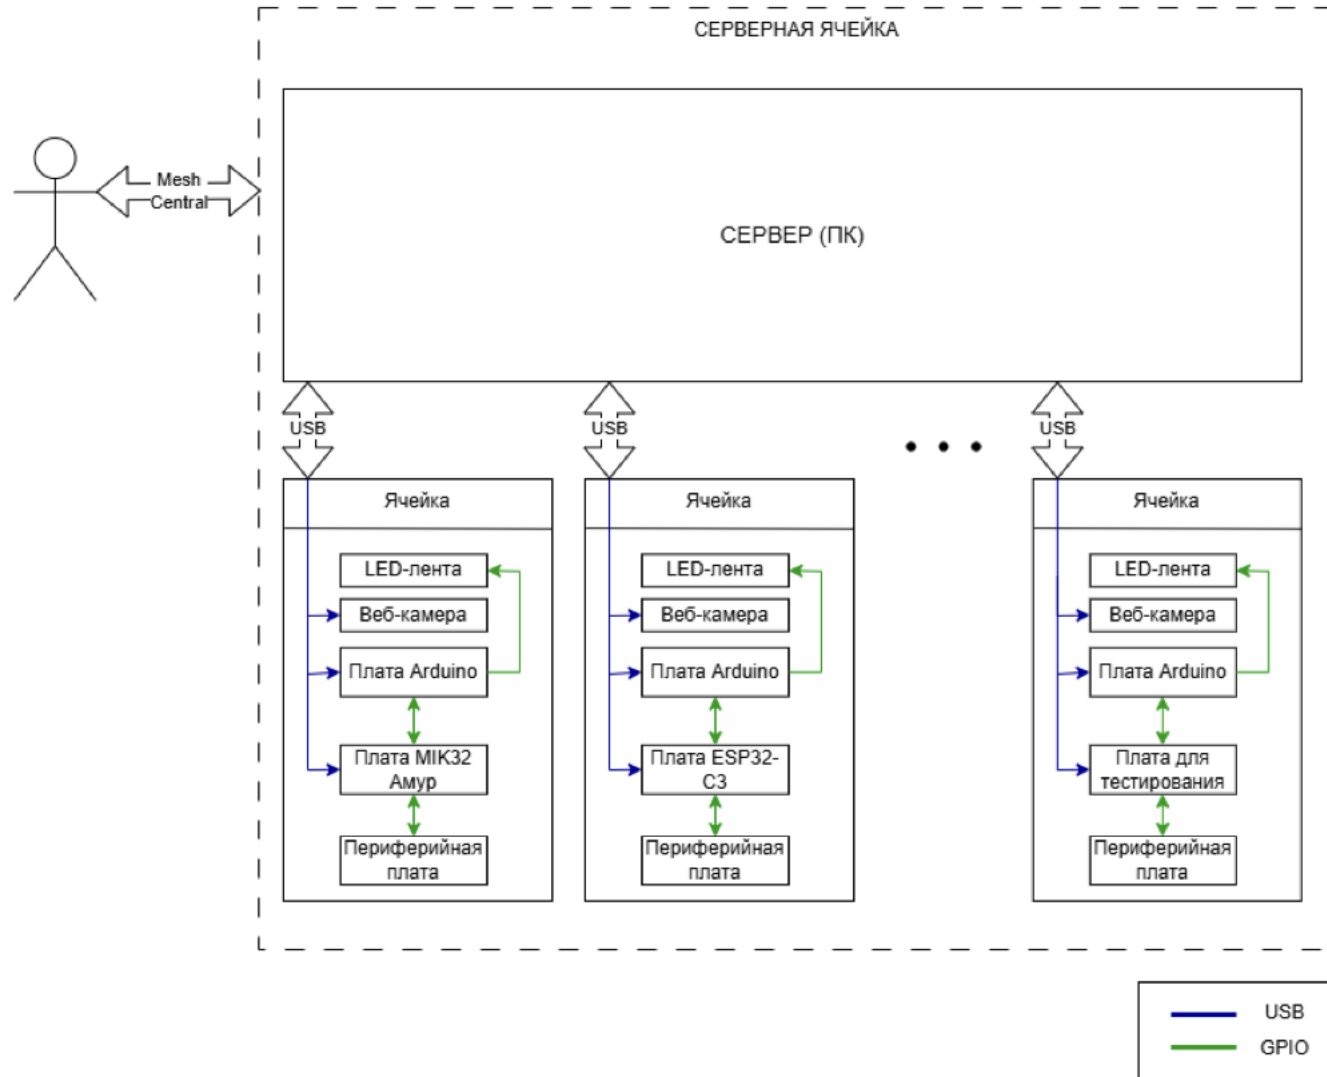 СЕРВЕРНАЯ ЯЧЕЙКА
Mesh
Central
СЕРВЕР (ПК)
USB
USB
USB
Ячейка
LED-лента
Веб-камера
Плата Arduino
Плата MIK32
Амур
Периферийная
плата
Ячейка
LED-лента
Веб-камера
Плата Arduino
Плата ESP32-
C3
Периферийная
плата
Ячейка
LED-лента
Веб-камера
Плата Arduino
Плата для
тестирования
Периферийная
плата
USB
GPIO